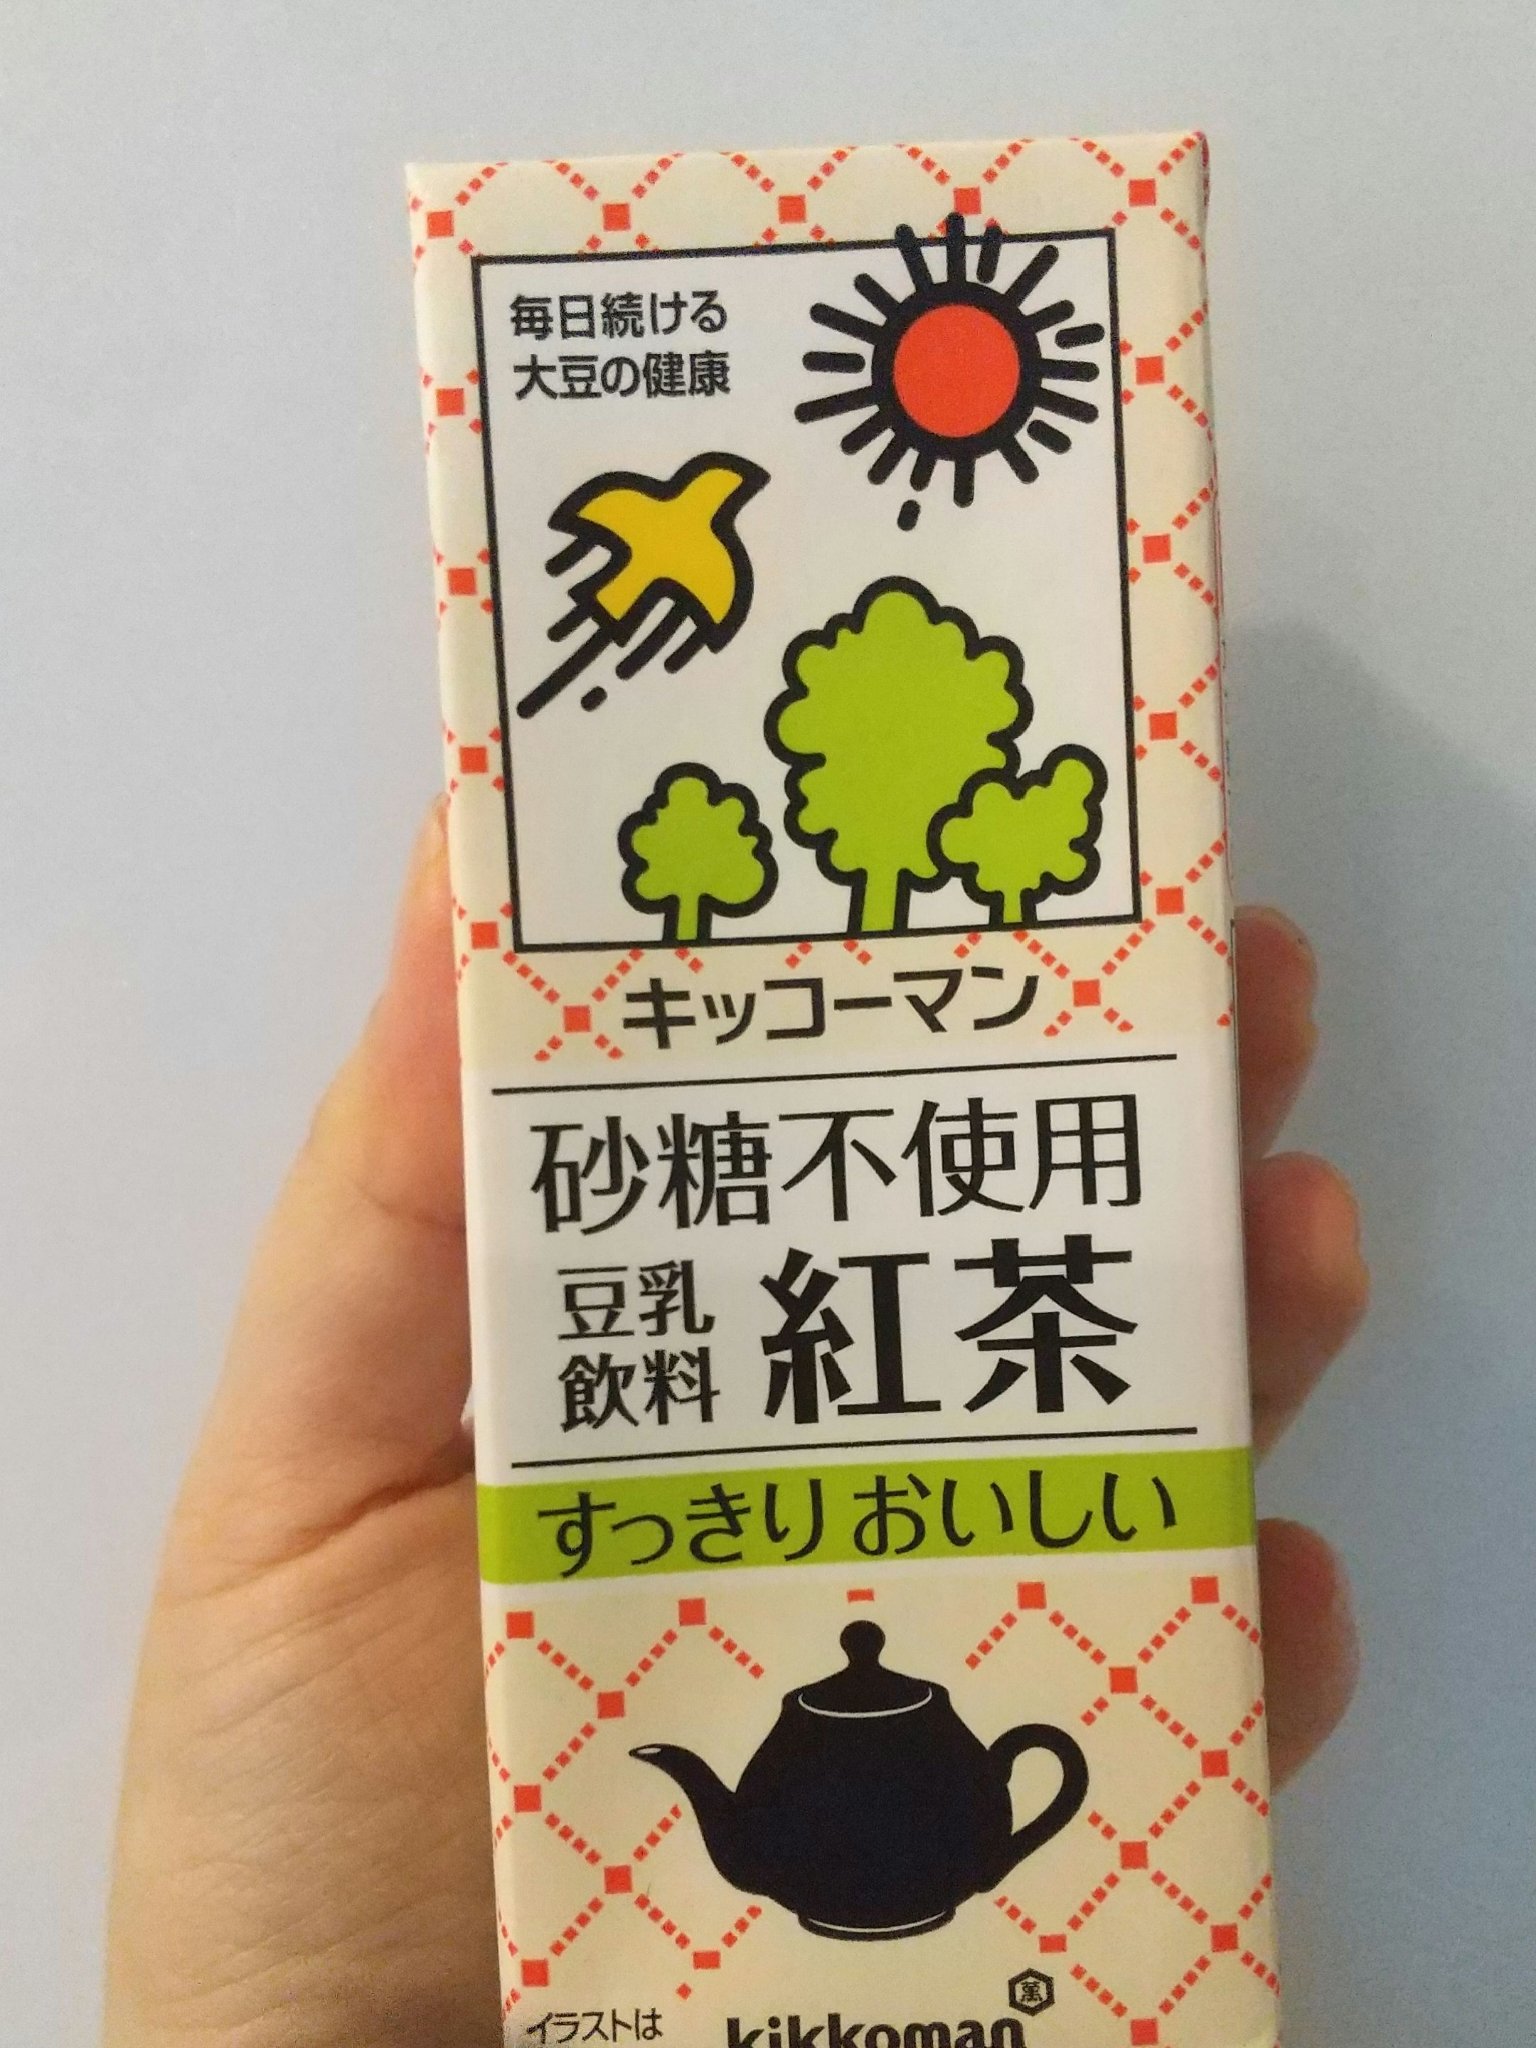 毎日続ける
大豆の健康
キッコーマン
砂糖不使用
豆乳
飲料
紅茶
すっきり おいしい
萬
イラストは
kikkoman